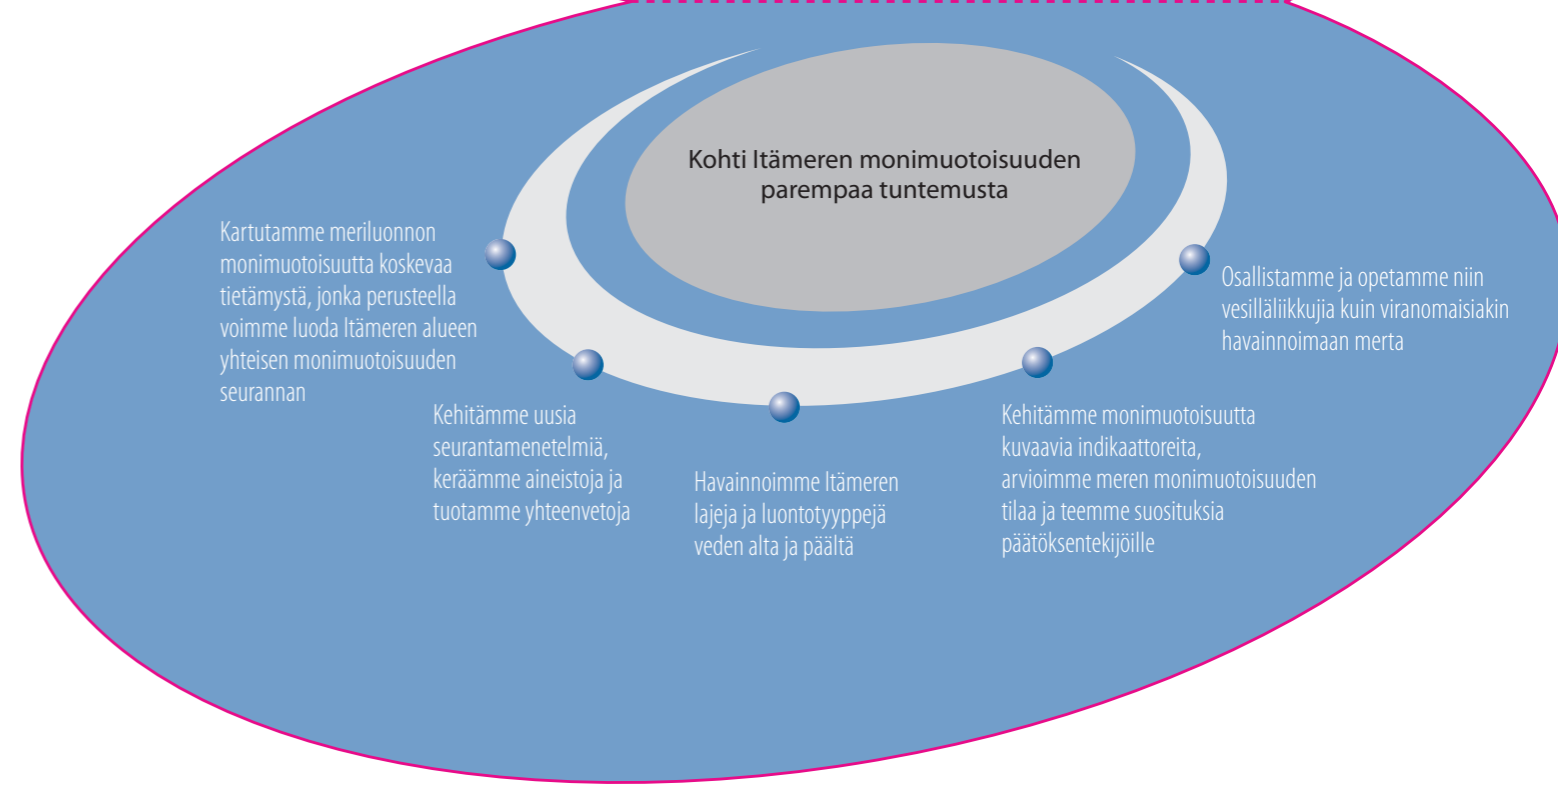 Kohti Itämeren monimuotoisuuden
parempaa tuntemusta
Kartutamme meriluonnon
monimuotoisuutta koskevaa
tietämystä, jonka perusteella
voimme luoda Itämeren alueen
yhteisen monimuotoisuuden
seurannan
Kehitämme uusia
seurantamenetelmiä,
keräämme aineistoja ja
tuotamme yhteenvetoja
Havainnoimme Itämeren
lajeja ja luontotyyppejä
veden alta ja päältä
Kehitämme monimuotoisuutta
kuvaavia indikaattoreita,
arvioimme meren monimuotoisuuden
tilaa ja teemme suosituksia
päätöksentekijöille
Osallistamme ja opetamme niin
vesilläliikkujia kuin viranomaisiakin
havainnoimaan merta